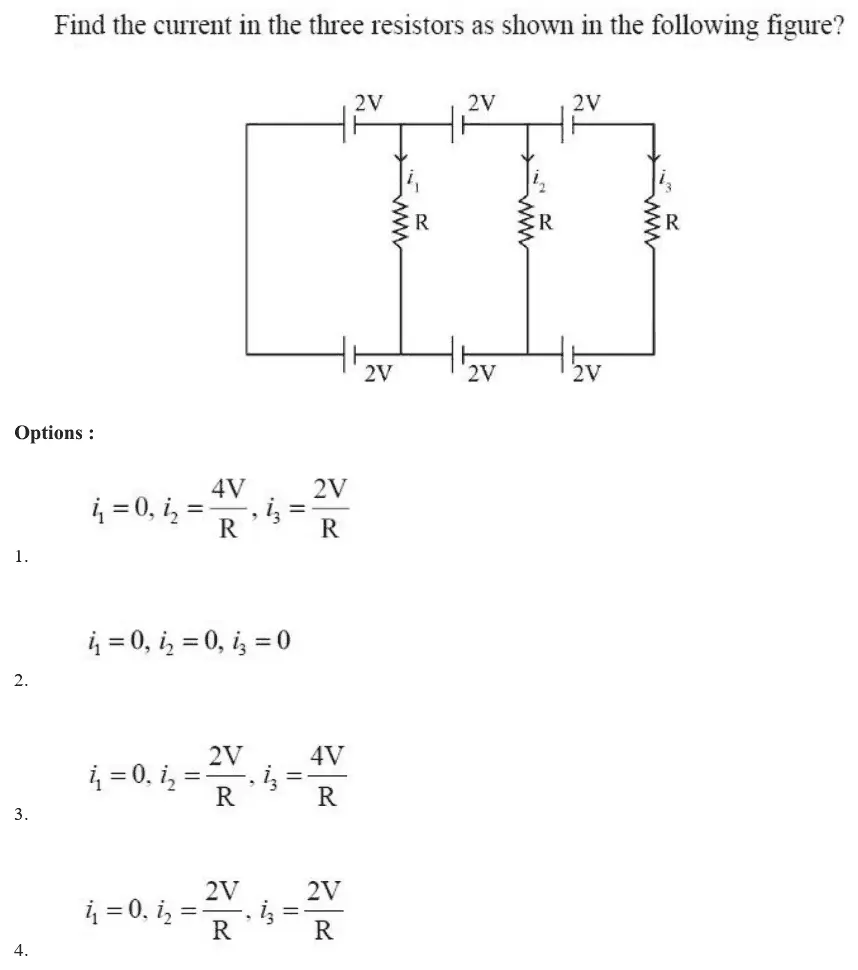 Find the current in the three resistors as shown in the following figure?
2V 2V 2V
i₁ i₂ i₃
R R R
2V 2V 2V
Options :
i₁ = 0, i₂ = 4V/R, i₃ = 2V/R
1.
i₁ = 0, i₂ = 0, i₃ = 0
2.
i₁ = 0, i₂ = 2V/R, i₃ = 4V/R
3.
i₁ = 0, i₂ = 2V/R, i₃ = 2V/R
4.